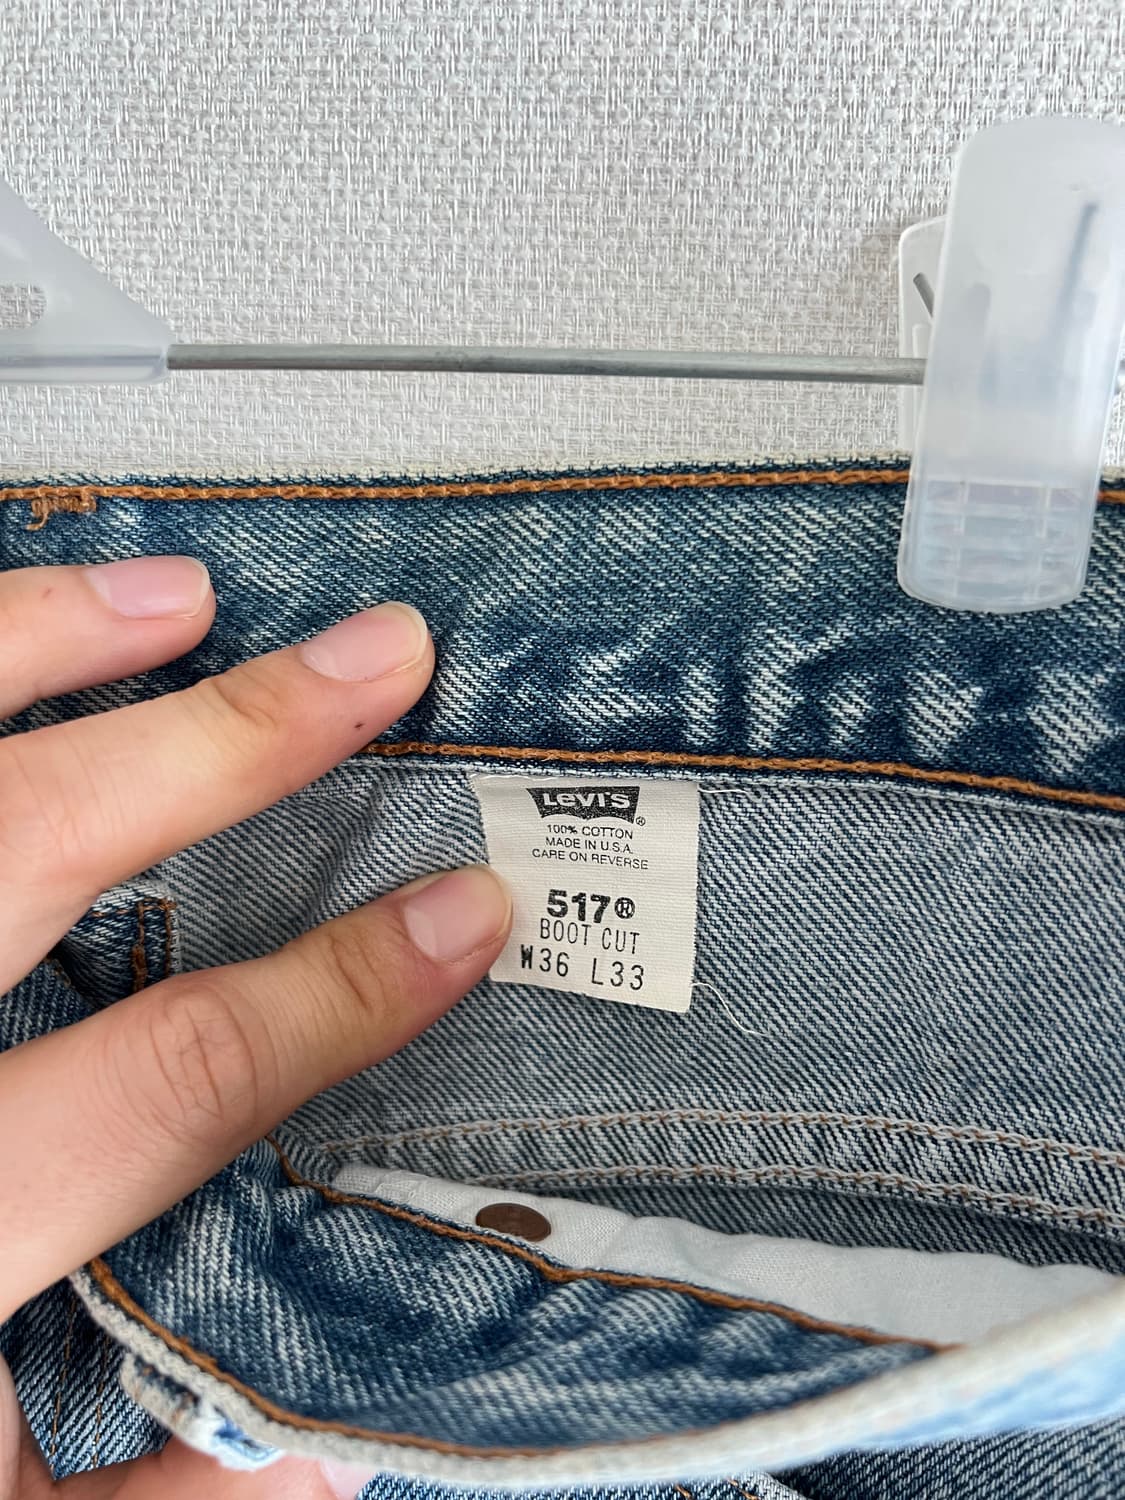 Levi's®
100% COTTON
MADE IN U.S.A.
CARE ON REVERSE
517®
BOOT CUT
W36 L33